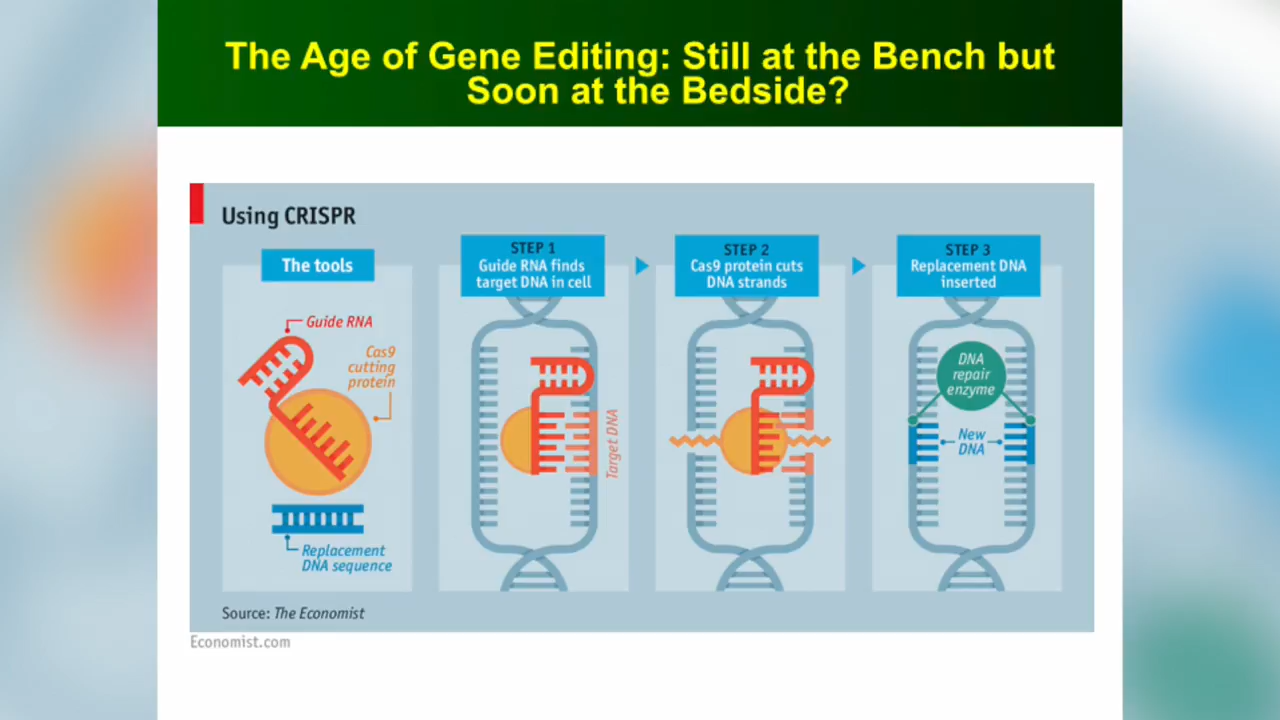 The Age of Gene Editing: Still at the Bench but
Soon at the Bedside?
Using CRISPR
The tools
Guide RNA
Cas9
cutting
protein
Replacement
DNA sequence
STEP 1
Guide RNA finds
target DNA in cell
Target DNA
STEP 2
Cas9 protein cuts
DNA strands
STEP 3
Replacement DNA
inserted
DNA
repair
enzyme
New
DNA
Source: The Economist
Economist.com